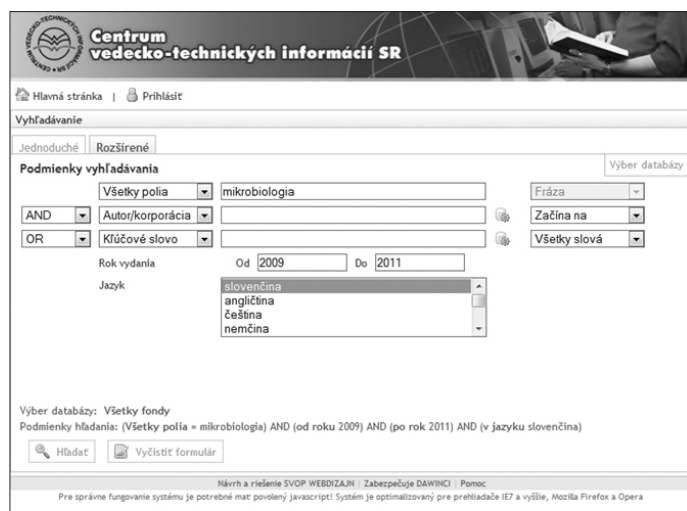 Centrum
vedecko-technických informácií SR
Hlavná stránka | Prihlásiť
Vyhľadávanie
Jednoduché Rozšírené
Výber databázy
Podmienky vyhľadávania
Všetky polia mikrobiologia Fráza
AND Autor/korporácia Začína na
OR Kľúčové slovo Všetky slová
Rok vydania Od 2009 Do 2011
Jazyk slovenčina
angličtina
čeština
nemčina
Výber databázy: Všetky fondy
Podmienky hľadania: (Všetky polia = mikrobiologia) AND (od roku 2009) AND (po rok 2011) AND (v jazyku slovenčina)
Hľadať Vyčistiť formulár
Návrh a riešenie SVOP WEBDIZAJN | Zabezpečuje DAWINCI | Pomoc
Pre správne fungovanie systému je potrebné mať povolený javascript! Systém je optimalizovaný pre prehliadače IE7 a vyššie, Mozilla Firefox a Opera